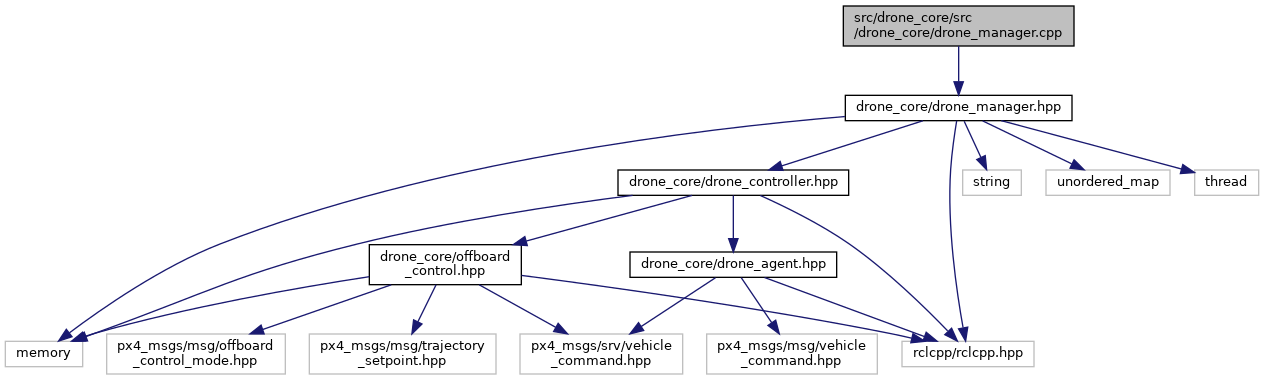 src/drone_core/src
/drone_core/drone_manager.cpp
drone_core/drone_manager.hpp
drone_core/drone_controller.hpp
string
unordered_map
thread
drone_core/offboard
_control.hpp
drone_core/drone_agent.hpp
memory
px4_msgs/msg/offboard
_control_mode.hpp
px4_msgs/msg/trajectory
_setpoint.hpp
px4_msgs/srv/vehicle
_command.hpp
px4_msgs/msg/vehicle
_command.hpp
rclcpp/rclcpp.hpp